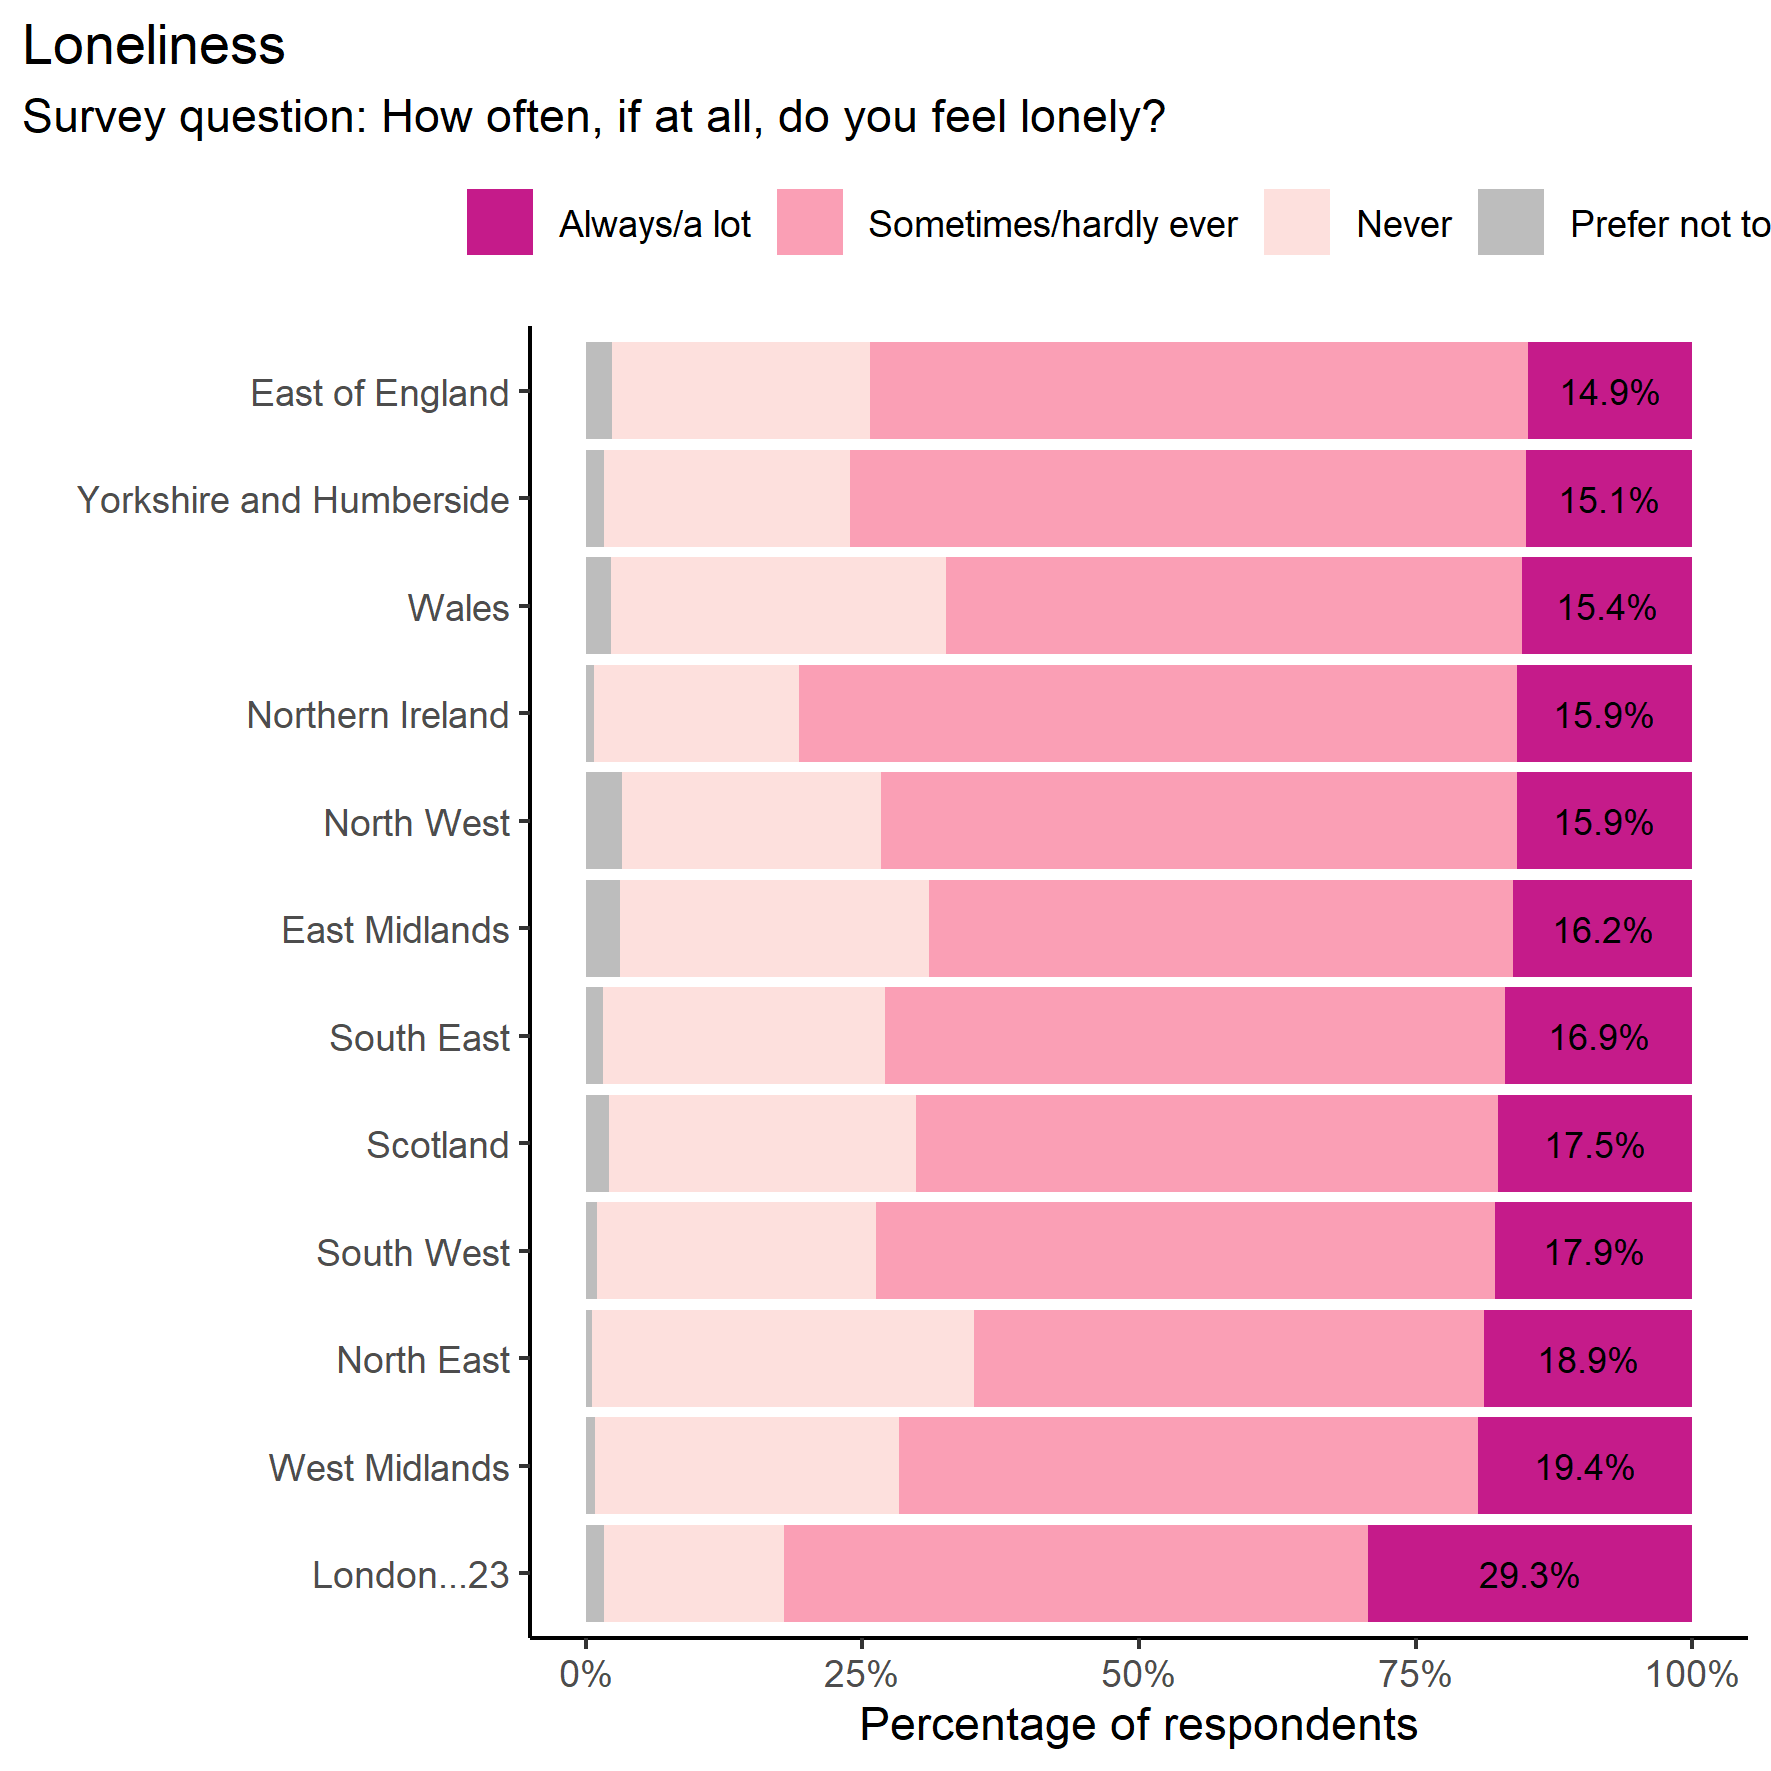 Loneliness
Survey question: How often, if at all, do you feel lonely?
Always/a lot Sometimes/hardly ever Never Prefer not to
East of England 14.9%
Yorkshire and Humberside 15.1%
Wales 15.4%
Northern Ireland 15.9%
North West 15.9%
East Midlands 16.2%
South East 16.9%
Scotland 17.5%
South West 17.9%
North East 18.9%
West Midlands 19.4%
London...23 29.3%
0% 25% 50% 75% 100%
Percentage of respondents